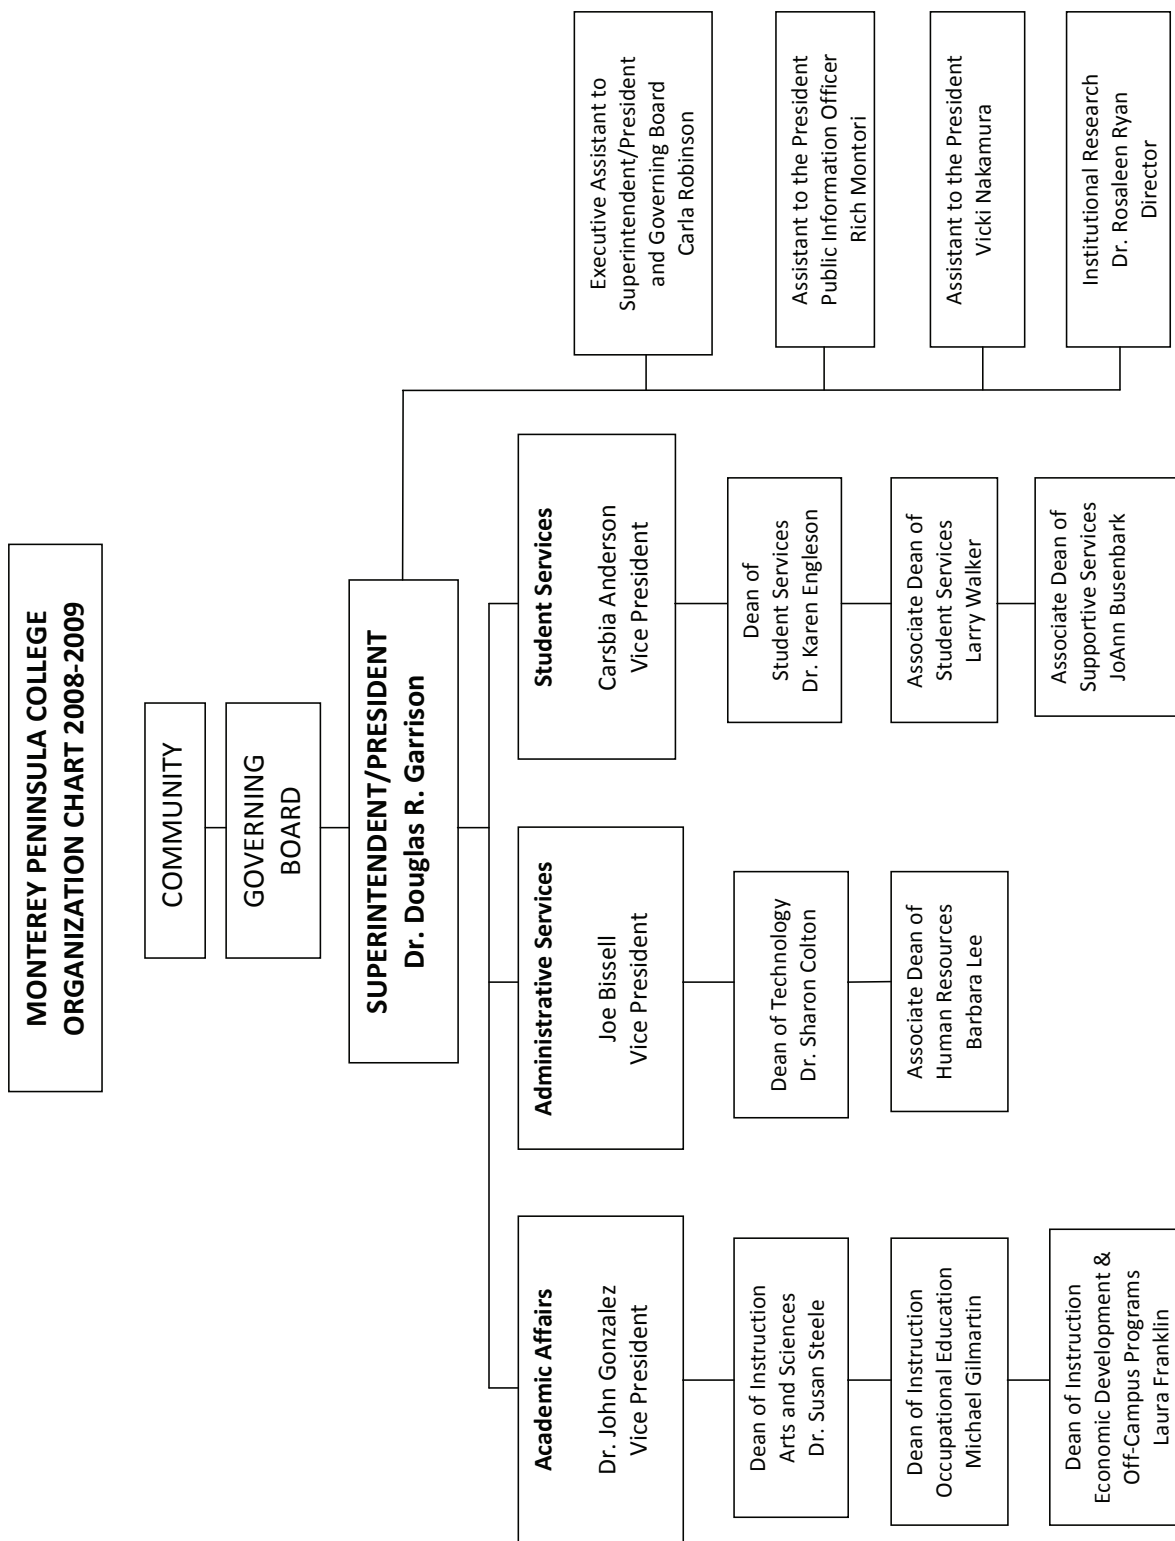 MONTEREY PENINSULA COLLEGE
ORGANIZATION CHART 2008-2009
COMMUNITY
GOVERNING
BOARD
SUPERINTENDENT/PRESIDENT
Dr. Douglas R. Garrison
Academic Affairs
Dr. John Gonzalez
Vice President
Dean of Instruction
Arts and Sciences
Dr. Susan Steele
Dean of Instruction
Occupational Education
Michael Gilmartin
Dean of Instruction
Economic Development &
Off-Campus Programs
Laura Franklin
Administrative Services
Joe Bissell
Vice President
Dean of Technology
Dr. Sharon Colton
Associate Dean of
Human Resources
Barbara Lee
Student Services
Carsbia Anderson
Vice President
Dean of
Student Services
Dr. Karen Engleson
Associate Dean of
Student Services
Larry Walker
Associate Dean of
Supportive Services
JoAnn Busenbark
Executive Assistant to
Superintendent/President
and Governing Board
Carla Robinson
Assistant to the President
Public Information Officer
Rich Montori
Assistant to the President
Vicki Nakamura
Institutional Research
Dr. Rosaleen Ryan
Director